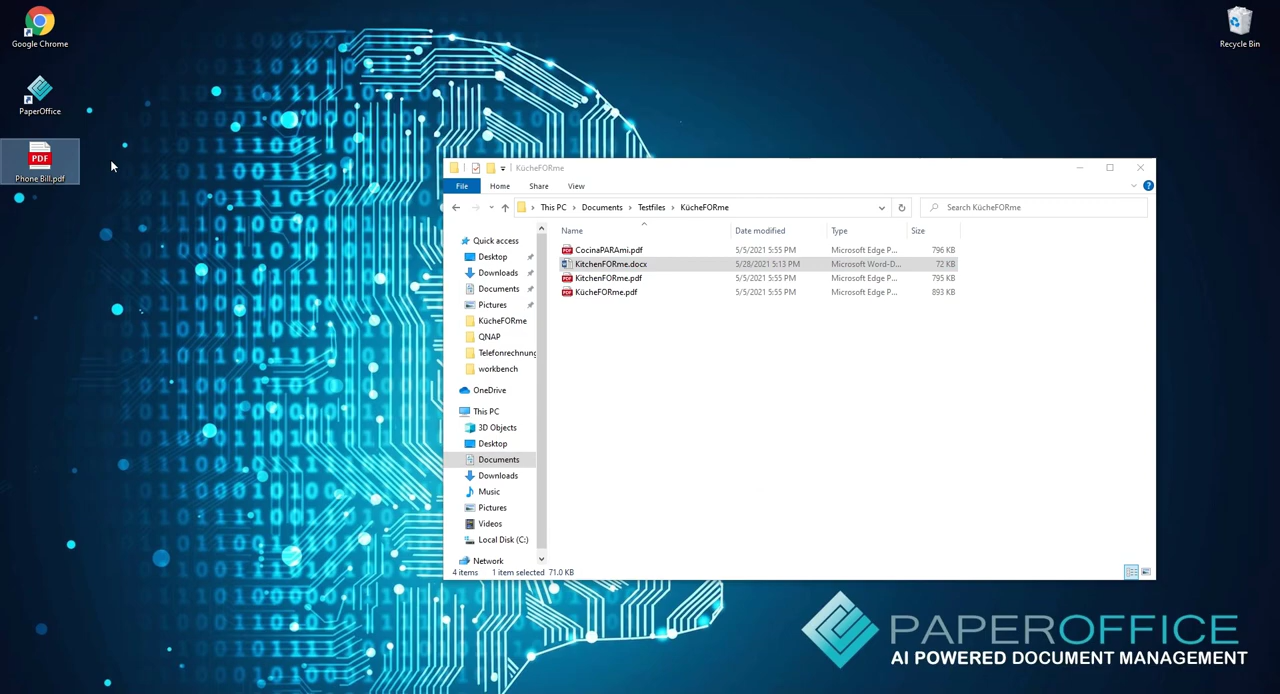 Google Chrome
PaperOffice
PDF
Phone Bill.pdf
Recycle Bin
KücheFORme
File Home Share View
This PC > Documents > Testfiles > KücheFORme
Search KücheFORme
Name Date modified Type Size
CocinaPARAmi.pdf 5/5/2021 5:55 PM Microsoft Edge P... 796 KB
KitchenFORme.docx 5/28/2021 5:13 PM Microsoft Word-D... 72 KB
KitchenFORme.pdf 5/5/2021 5:55 PM Microsoft Edge P... 795 KB
KücheFORme.pdf 5/5/2021 5:55 PM Microsoft Edge P... 893 KB
Quick access
Desktop
Downloads
Documents
Pictures
KücheFORme
QNAP
Telefonrechnung
workbench
OneDrive
This PC
3D Objects
Desktop
Documents
Downloads
Music
Pictures
Videos
Local Disk (C:)
Network
4 items 1 item selected 71.0 KB
PAPEROFFICE
AI POWERED DOCUMENT MANAGEMENT